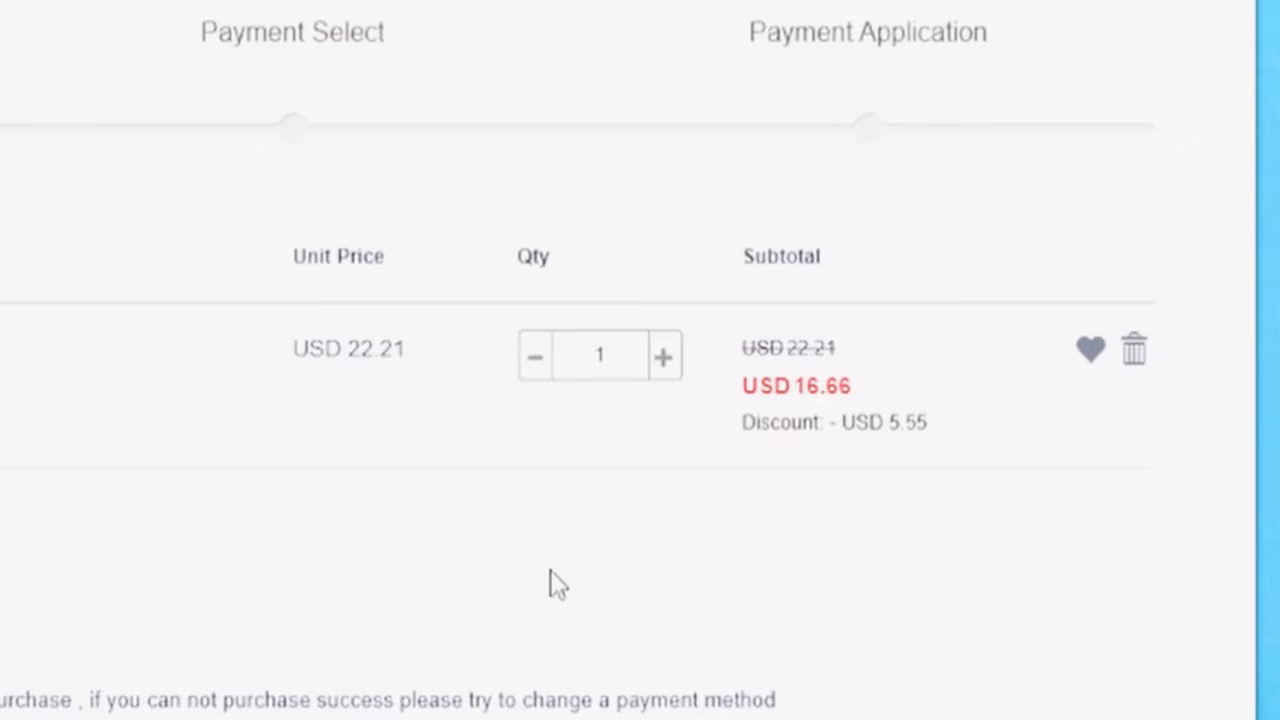 Payment Select Payment Application
Unit Price Qty Subtotal
USD 22.21 1 USD 22.21
USD 16.66
Discount: - USD 5.55
, if you can not purchase success please try to change a payment method